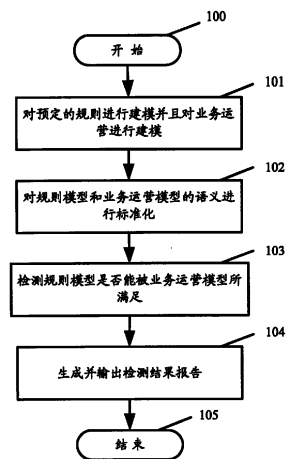 100
开 始
101
对预定的规则进行建模并且对业务运
营进行建模
102
对规则模型和业务运营模型的语义进
行标准化
103
检测规则模型是否能被业务运营模型所
满足
104
生成并输出检测结果报告
105
结束